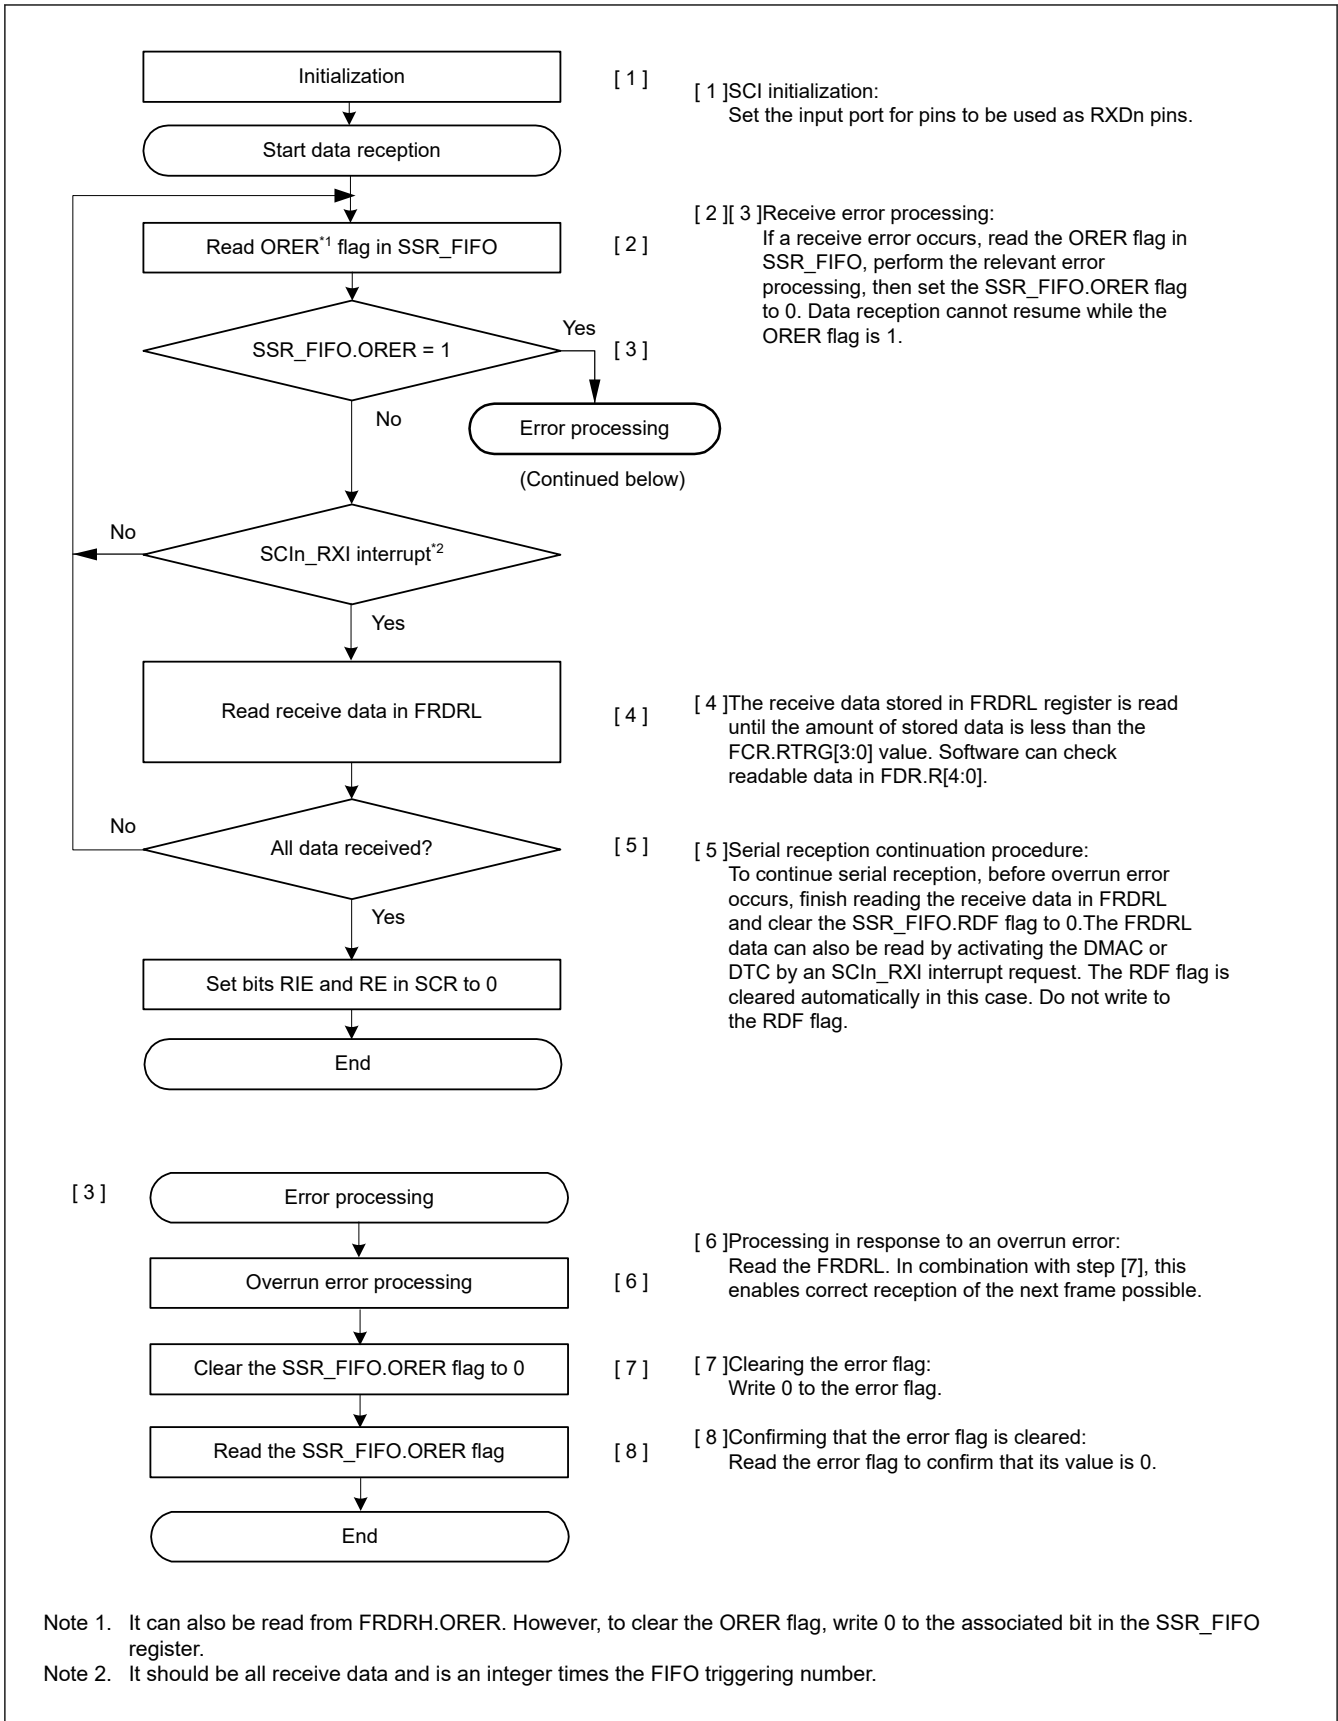 Initialization
[ 1 ]
[ 1 ]SCI initialization:
Set the input port for pins to be used as RXDn pins.
Start data reception
Read ORER*1 flag in SSR_FIFO
[ 2 ]
[ 2 ][ 3 ]Receive error processing:
If a receive error occurs, read the ORER flag in
SSR_FIFO, perform the relevant error
processing, then set the SSR_FIFO.ORER flag
to 0. Data reception cannot resume while the
ORER flag is 1.
SSR_FIFO.ORER = 1
Yes
[ 3 ]
No
Error processing
(Continued below)
No
SCIn_RXI interrupt*2
Yes
Read receive data in FRDRL
[ 4 ]
[ 4 ]The receive data stored in FRDRL register is read
until the amount of stored data is less than the
FCR.RTRG[3:0] value. Software can check
readable data in FDR.R[4:0].
No
All data received?
[ 5 ]
[ 5 ]Serial reception continuation procedure:
To continue serial reception, before overrun error
occurs, finish reading the receive data in FRDRL
and clear the SSR_FIFO.RDF flag to 0.The FRDRL
data can also be read by activating the DMAC or
DTC by an SCIn_RXI interrupt request. The RDF flag is
cleared automatically in this case. Do not write to
the RDF flag.
Yes
Set bits RIE and RE in SCR to 0
End
[ 3 ]
Error processing
Overrun error processing
[ 6 ]
[ 6 ]Processing in response to an overrun error:
Read the FRDRL. In combination with step [7], this
enables correct reception of the next frame possible.
Clear the SSR_FIFO.ORER flag to 0
[ 7 ]
[ 7 ]Clearing the error flag:
Write 0 to the error flag.
Read the SSR_FIFO.ORER flag
[ 8 ]
[ 8 ]Confirming that the error flag is cleared:
Read the error flag to confirm that its value is 0.
End
Note 1. It can also be read from FRDRH.ORER. However, to clear the ORER flag, write 0 to the associated bit in the SSR_FIFO
register.
Note 2. It should be all receive data and is an integer times the FIFO triggering number.